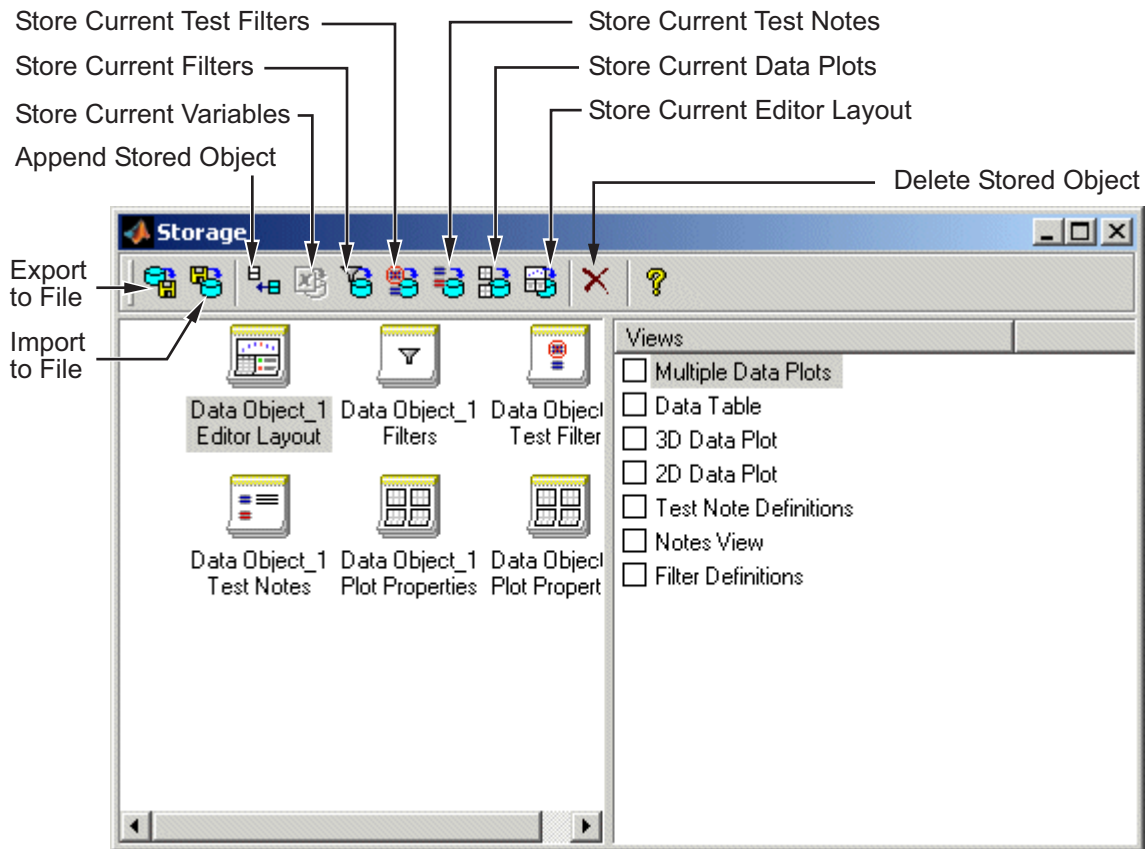 Store Current Test Filters
Store Current Test Notes
Store Current Filters
Store Current Data Plots
Store Current Variables
Store Current Editor Layout
Append Stored Object
Delete Stored Object
Storage
Export
to File
Import
to File
Views
Data Object_1
Editor Layout
Data Object_1
Filters
Data Object
Test Filter
Data Object_1
Test Notes
Data Object_1
Plot Properties
Data Object
Plot Propert
Multiple Data Plots
Data Table
3D Data Plot
2D Data Plot
Test Note Definitions
Notes View
Filter Definitions